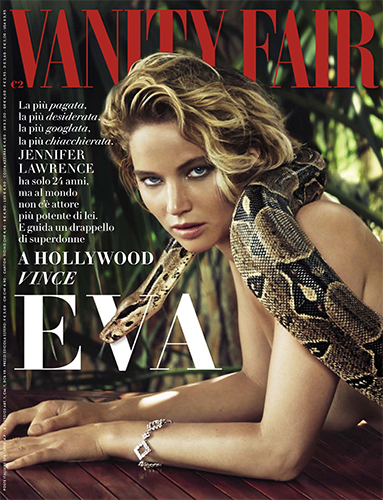 VANITY FAIR
€2
La più pagata,
la più desiderata,
la più googlata,
la più chiacchierata.
JENNIFER
LAWRENCE
ha solo 24 anni,
ma al mondo
non c'è attore
più potente di lei.
E guida un drappello
di superdonne
A HOLLYWOOD
VINCE
EVA